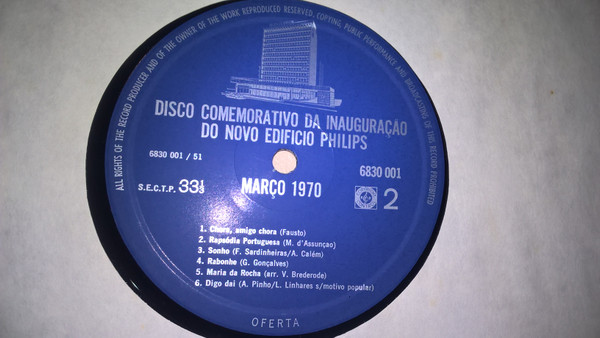 ALL RIGHTS OF THE RECORD PRODUCER AND OF THE OWNER OF THE WORK REPRODUCED RESERVED. COPYING, PUBLIC PERFORMANCE AND BROADCASTING OF THIS RECORD PROHIBITED
DISCO COMEMORATIVO DA INAUGURAÇÃO
DO NOVO EDIFICIO PHILIPS
6830 001 / 51
6830 001
S.E.C.T.P. 33⅓ MARÇO 1970 2
1. Chora, amigo chora (Fausto)
2. Rapsódia Portuguesa (M. d'Assunçao)
3. Sonho (F. Sardinheiras/A. Calém)
4. Rabonhe (G. Gonçalves)
5. Maria da Rocha (arr. V. Brederode)
6. Digo dai (A. Pinho/L. Linhares s/motivo popular)
OFERTA